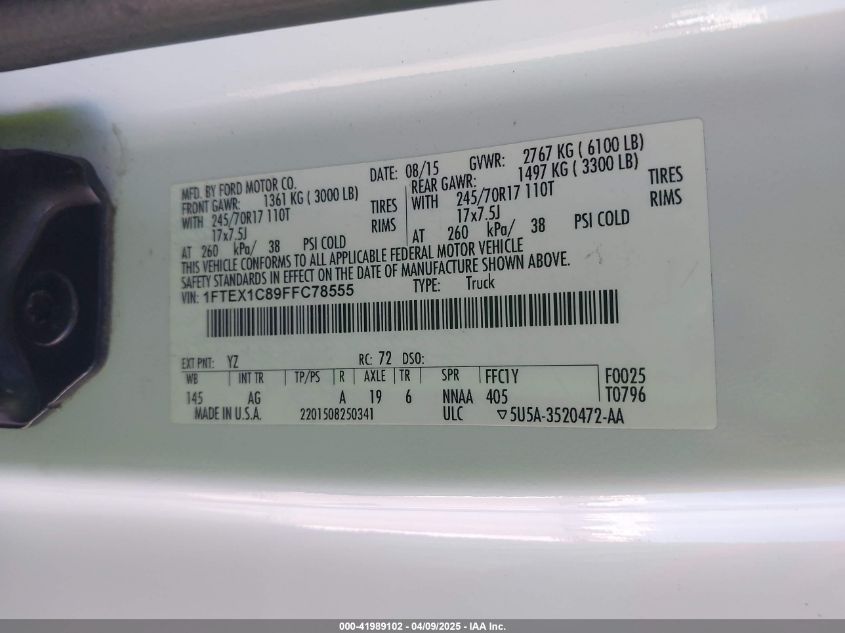 MFD. BY FORD MOTOR CO.
DATE: 08/15 GVWR: 2767 KG ( 6100 LB)
FRONT GAWR: 1361 KG ( 3000 LB)
REAR GAWR: 1497 KG ( 3300 LB)
WITH 245/70R17 110T TIRES
WITH 245/70R17 110T TIRES
17x7.5J RIMS
17x7.5J RIMS
AT 260 kPa/ 38 PSI COLD
AT 260 kPa/ 38 PSI COLD
THIS VEHICLE CONFORMS TO ALL APPLICABLE FEDERAL MOTOR VEHICLE
SAFETY STANDARDS IN EFFECT ON THE DATE OF MANUFACTURE SHOWN ABOVE.
VIN: 1FTEX1C89FFC78555 TYPE: Truck
EXT PNT: YZ RC: 72 DSO:
WB INT TR TP/PS R AXLE TR SPR FFC1Y F0025
145 AG A 19 6 NNAA 405 T0796
MADE IN U.S.A. 2201508250341 ULC ▽5U5A-3520472-AA
000-41989102 - 04/09/2025 - IAA Inc.